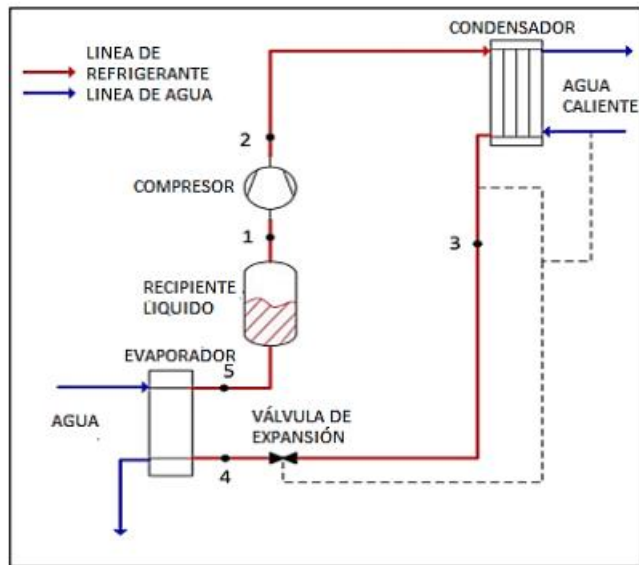 CONDENSADOR
LINEA DE
REFRIGERANTE
LINEA DE AGUA
AGUA
CALIENTE
2
COMPRESOR
1
3
RECIPIENTE
LIQUIDO
EVAPORADOR
5
AGUA
VÁLVULA DE
EXPANSIÓN
4